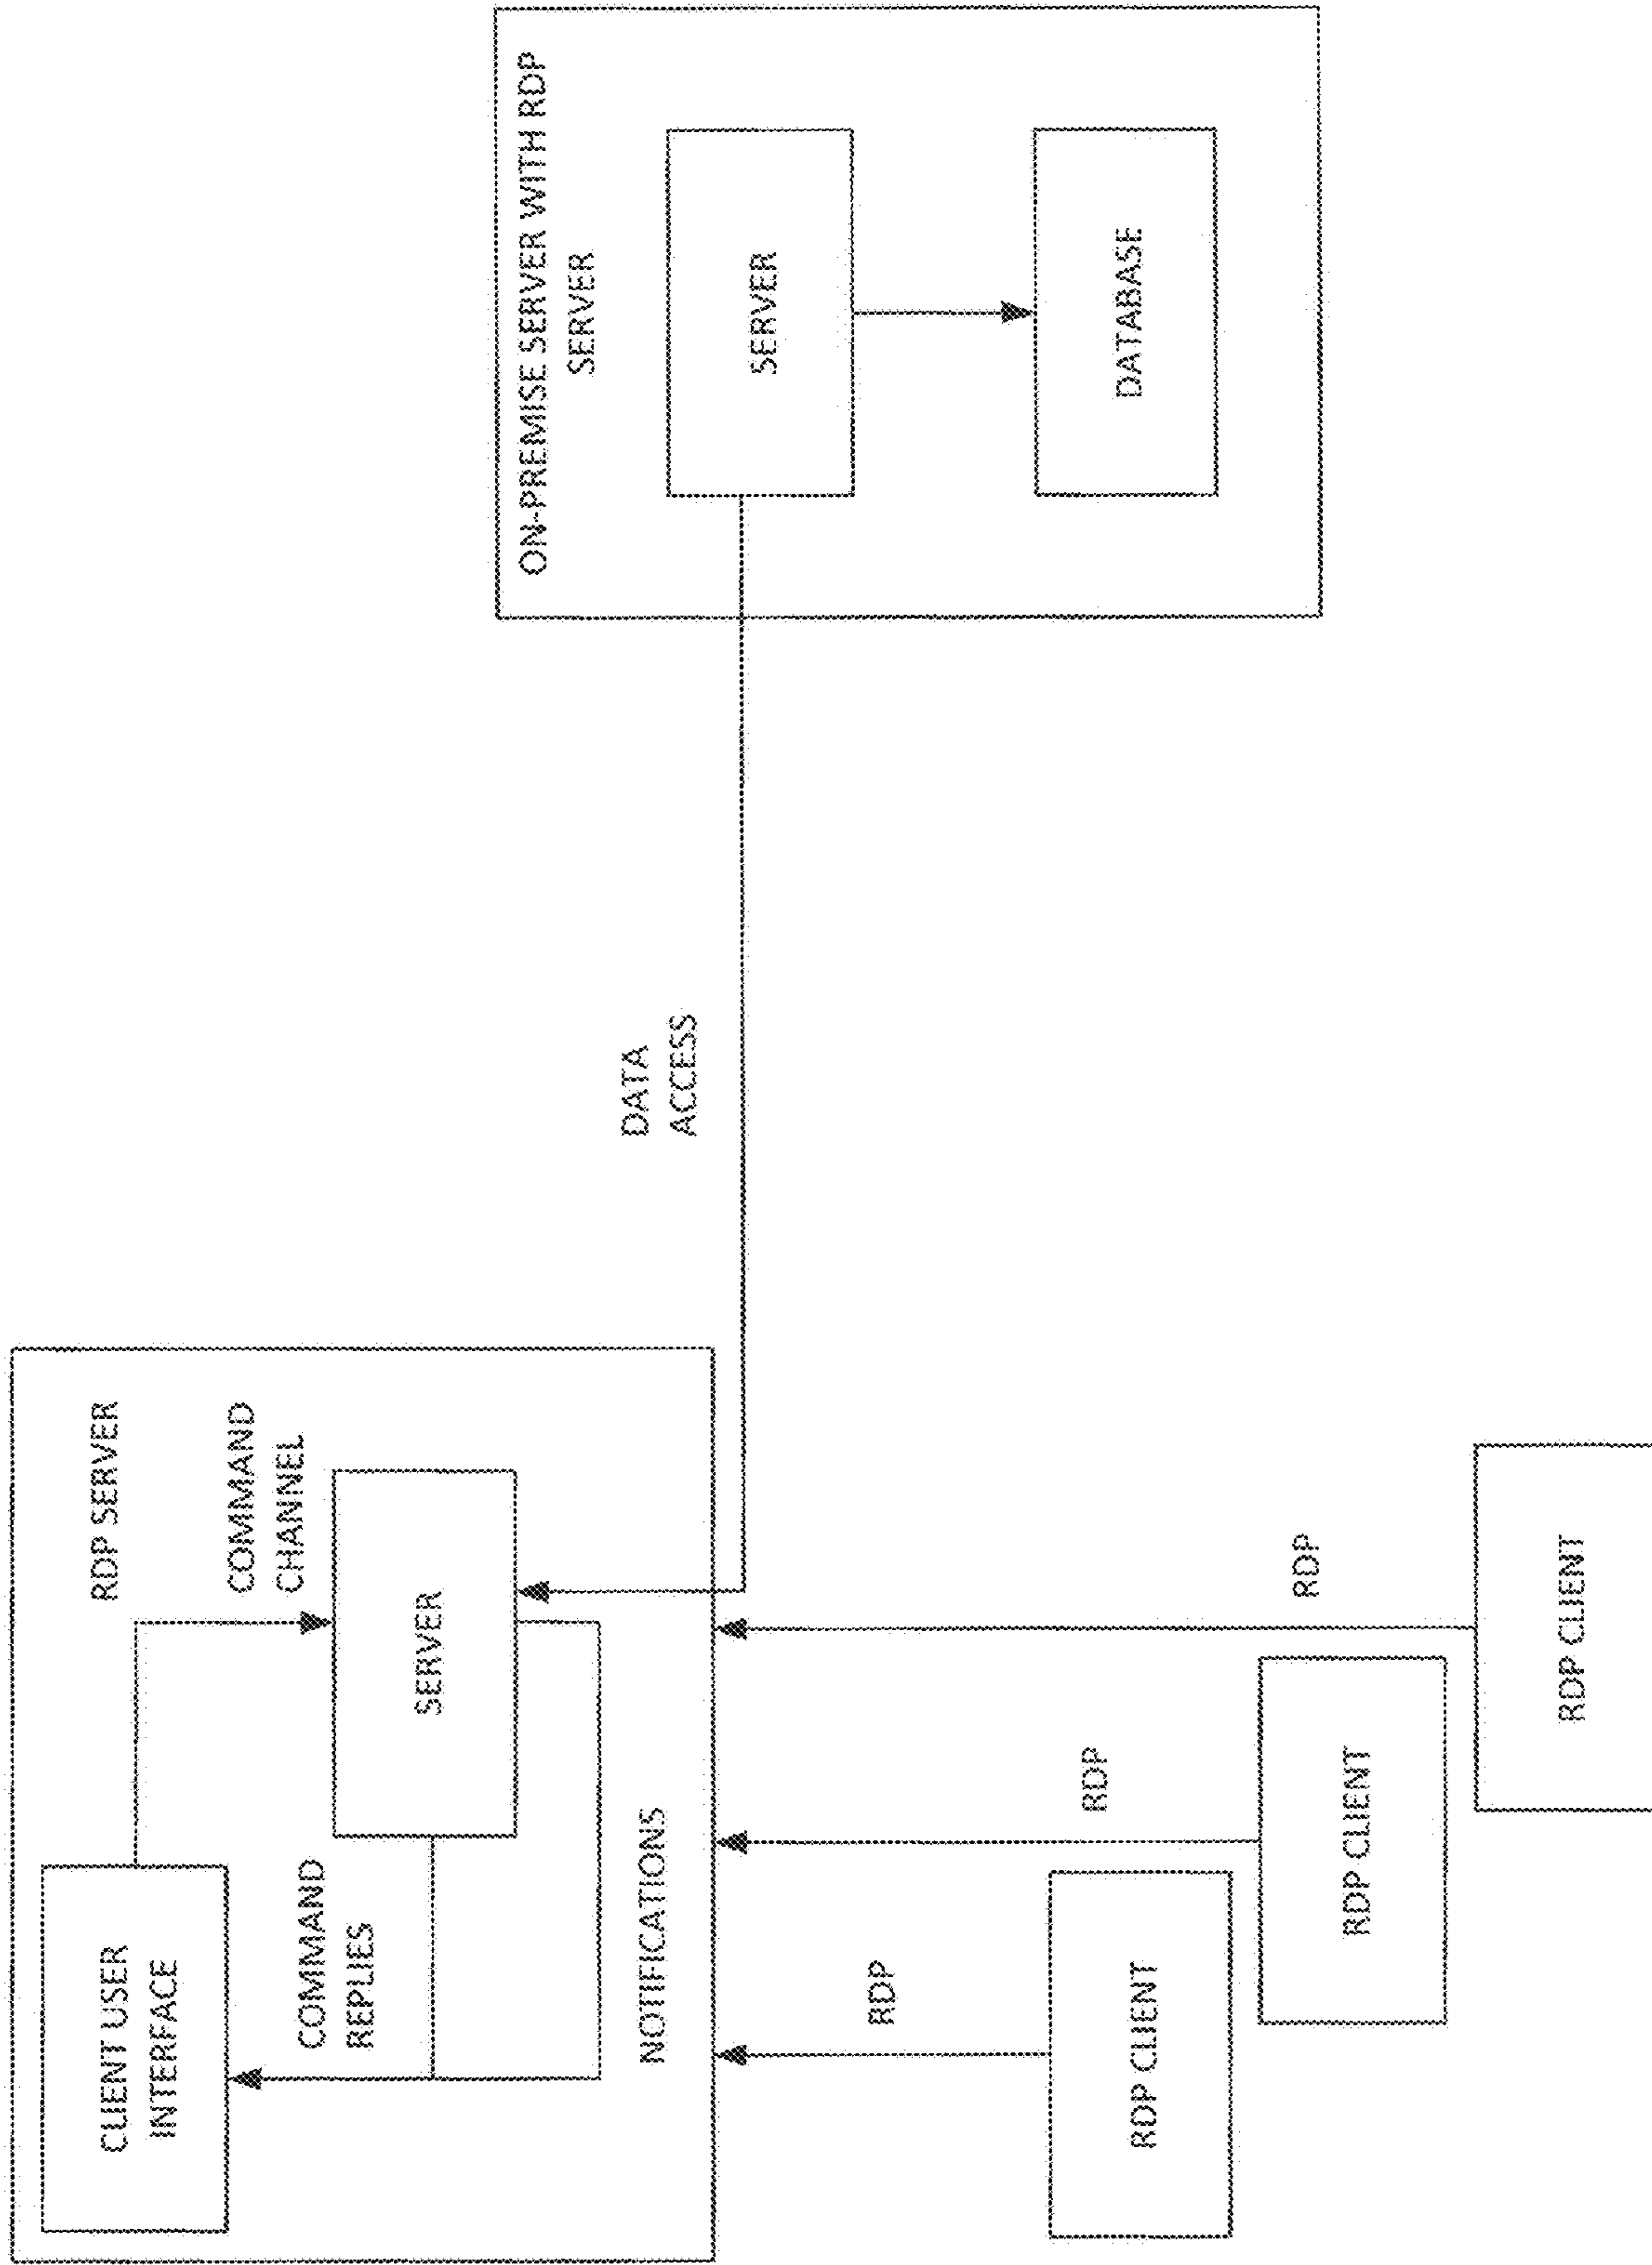 RDP SERVER
CLIENT USER
INTERFACE
COMMAND
CHANNEL
COMMAND
REPLIES
SERVER
NOTIFICATIONS
DATA
ACCESS
ON-PREMISE SERVER WITH RDP
SERVER
SERVER
DATABASE
RDP
RDP
RDP
RDP CLIENT
RDP CLIENT
RDP CLIENT